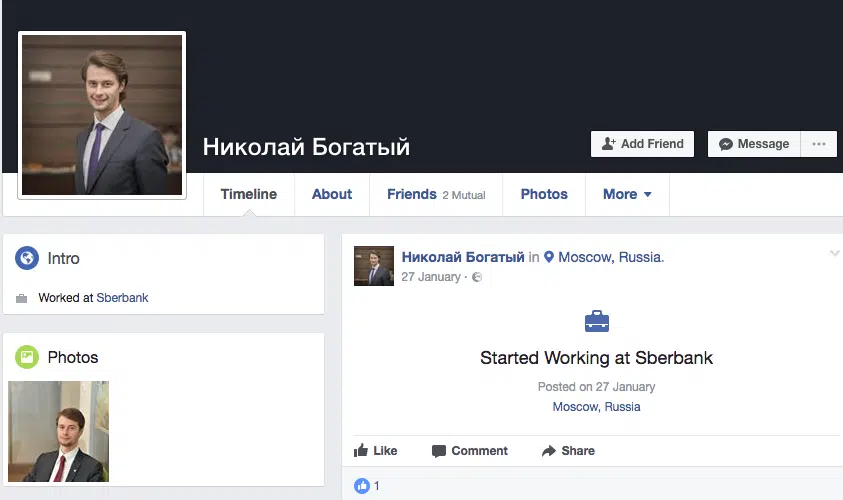 Николай Богатый
Add Friend
Message
Timeline
About
Friends 2 Mutual
Photos
More
Intro
Worked at Sberbank
Photos
Николай Богатый in Moscow, Russia.
27 January ·
Started Working at Sberbank
Posted on 27 January
Moscow, Russia
Like
Comment
Share
1